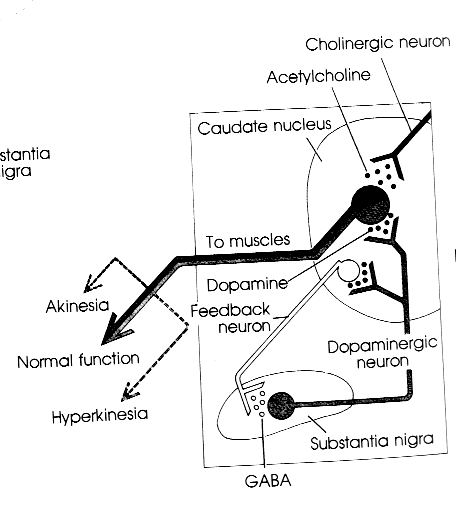 Cholinergic neuron
Acetylcholine
Caudate nucleus
To muscles
Dopamine
Akinesia
Feedback
neuron
Normal function
Dopaminergic
neuron
Hyperkinesia
Substantia nigra
GABA